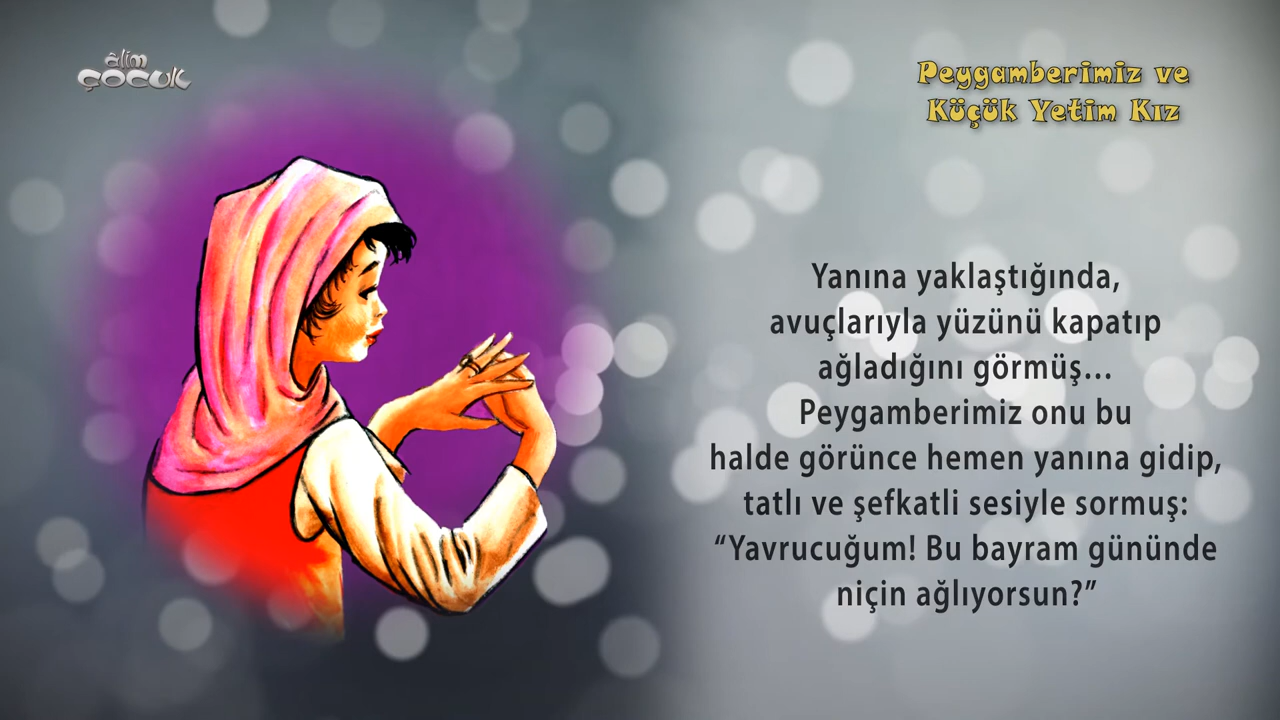 âlim
ÇOCUK
Peygamberimiz ve
Küçük Yetim Kız
Yanına yaklaştığında,
avuçlarıyla yüzünü kapatıp
ağladığını görmüş...
Peygamberimiz onu bu
halde görünce hemen yanına gidip,
tatlı ve şefkatli sesiyle sormuş:
“Yavrucuğum! Bu bayram gününde
niçin ağlıyorsun?”